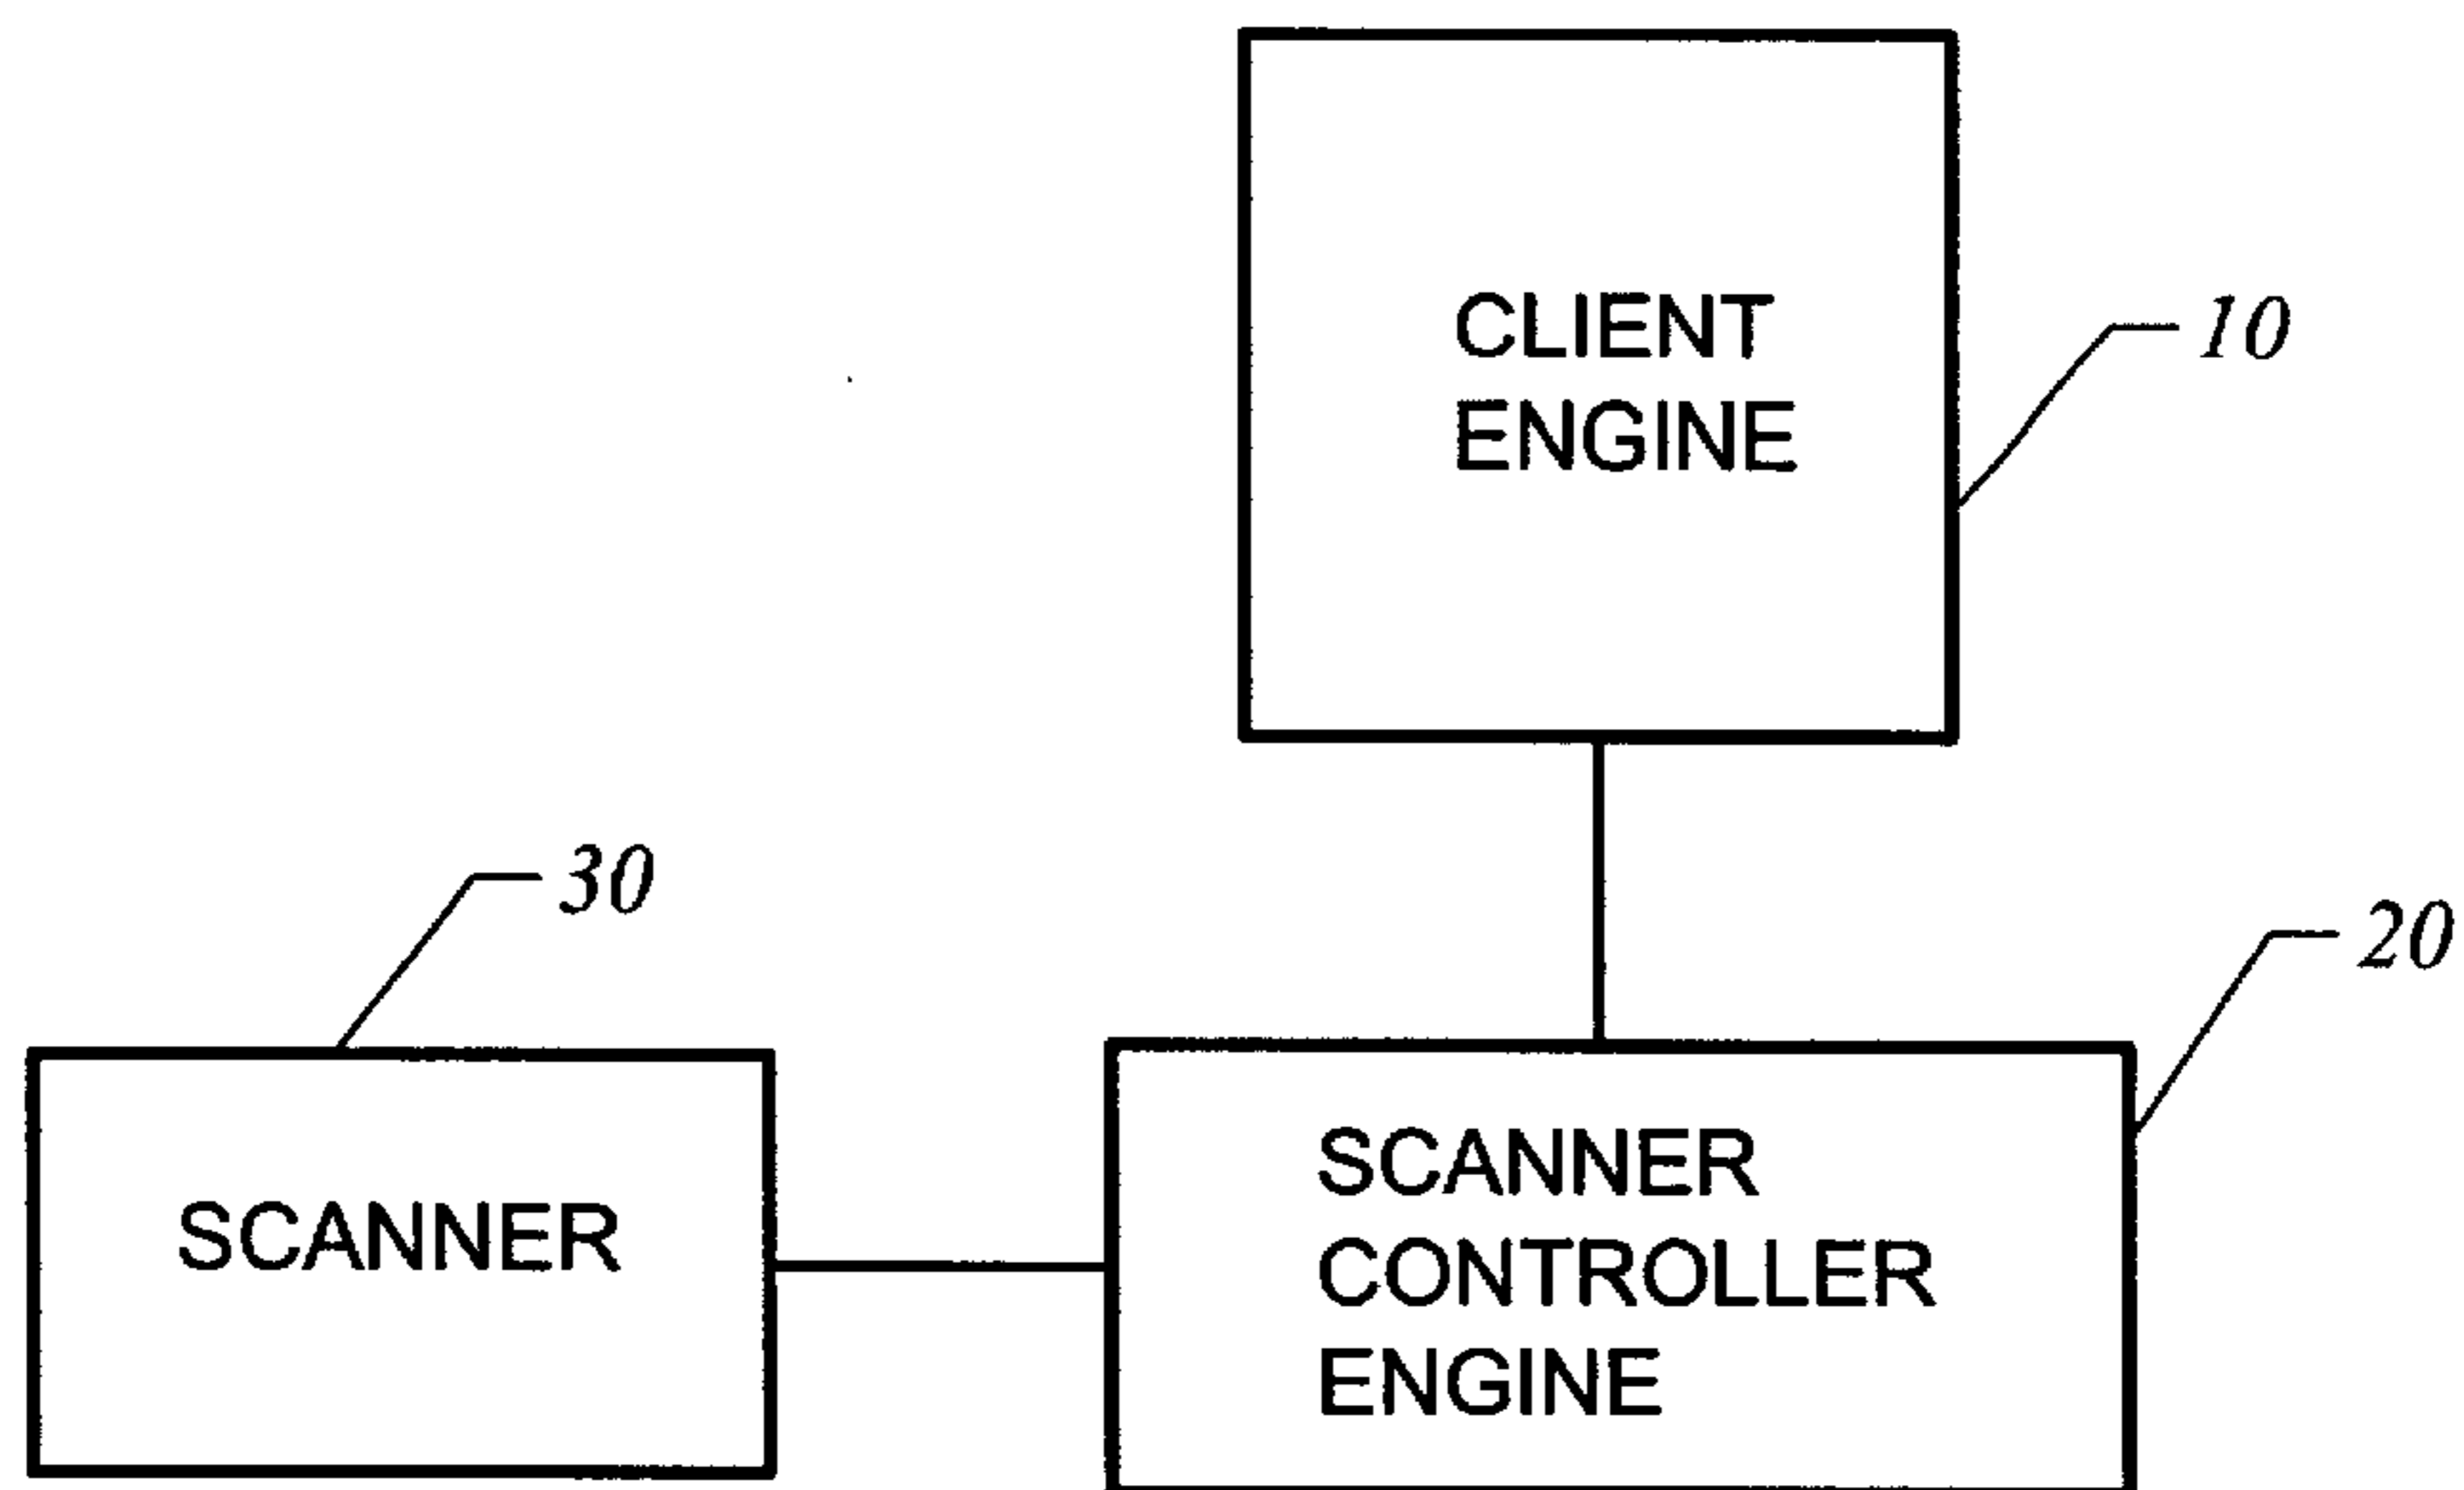 CLIENT
ENGINE
10
30
20
SCANNER
SCANNER
CONTROLLER
ENGINE